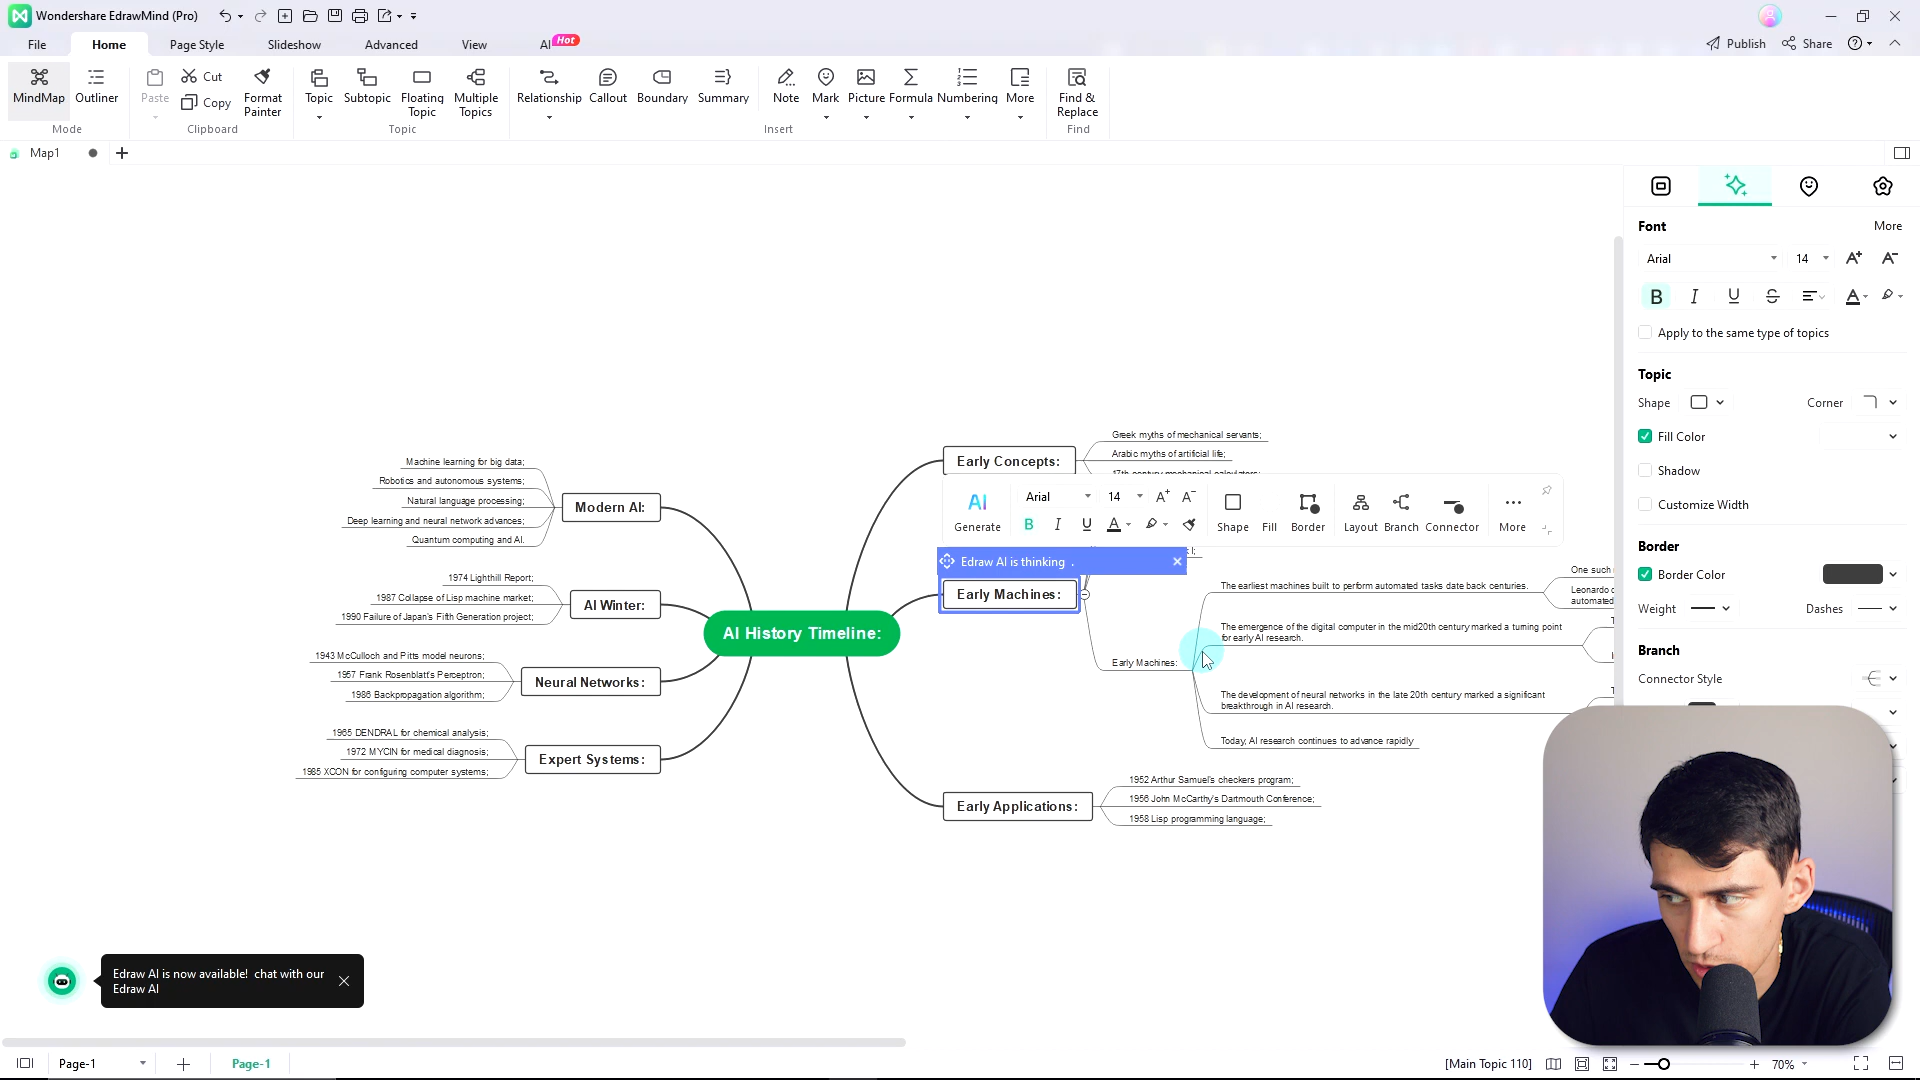 Wondershare EdrawMind (Pro)
File
Home
Page Style
Slideshow
Advanced
View
AI
Hot
Publish
Share
MindMap
Outliner
Mode
Paste
Cut
Copy
Format
Painter
Clipboard
Topic
Subtopic
Floating
Topic
Multiple
Topics
Topic
Relationship
Callout
Boundary
Summary
Note
Mark
Picture
Formula
Numbering
More
Insert
Find &
Replace
Find
Map1
Machine learning for big data;
Robotics and autonomous systems;
Natural language processing;
Deep learning and neural network advances;
Quantum computing and AI.
Modern AI:
1974 Lighthill Report;
1987 Collapse of Lisp machine market;
1990 Failure of Japan's Fifth Generation project;
AI Winter:
1943 McCulloch and Pitts model neurons;
1957 Frank Rosenblatt's Perceptron;
1986 Backpropagation algorithm;
Neural Networks:
1965 DENDRAL for chemical analysis;
1972 MYCIN for medical diagnosis;
1985 XCON for configuring computer systems;
Expert Systems:
AI History Timeline:
Early Concepts:
Greek myths of mechanical servants;
Arabic myths of artificial life;
17th century mechanical calculators;
AI
Generate
Arial
14
A+
A-
B
I
U
A
Shape
Fill
Border
Layout
Branch
Connector
More
Edraw AI is thinking .
Early Machines:
Early Machines:
The earliest machines built to perform automated tasks date back centuries.
One such
Leonardo
automated
The emergence of the digital computer in the mid20th century marked a turning point
for early AI research.
The development of neural networks in the late 20th century marked a significant
breakthrough in AI research.
Today, AI research continues to advance rapidly
Early Applications:
1952 Arthur Samuel's checkers program;
1956 John McCarthy's Dartmouth Conference;
1958 Lisp programming language;
Font
More
Arial
14
A+
A-
B
I
U
S
A
Apply to the same type of topics
Topic
Shape
Corner
Fill Color
Shadow
Customize Width
Border
Border Color
Weight
Dashes
Branch
Connector Style
Edraw AI is now available! chat with our
Edraw AI
Page-1
Page-1
[Main Topic 110]
70%